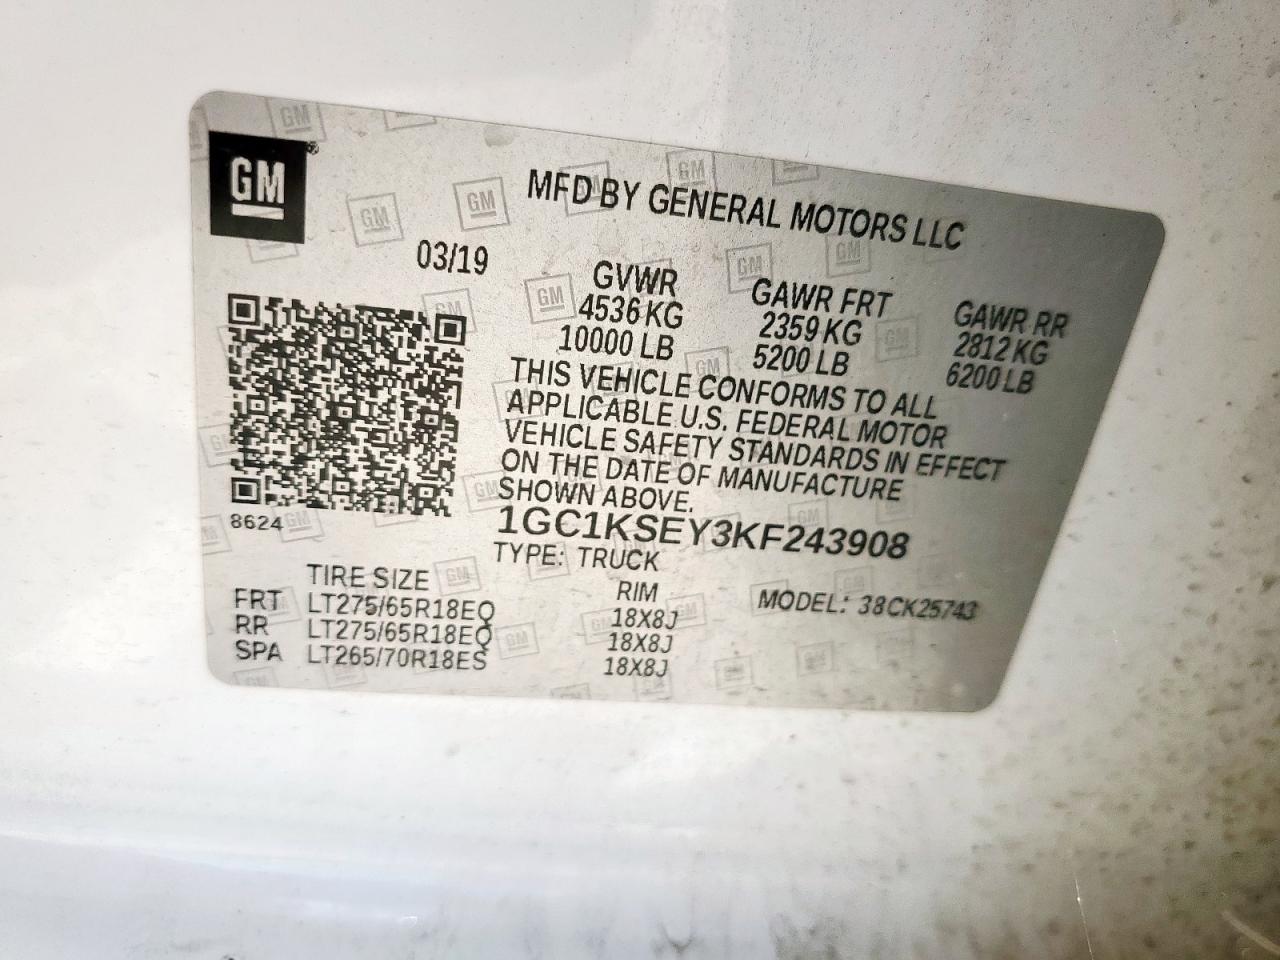 GM
MFD BY GENERAL MOTORS LLC
03/19
GVWR GAWR FRT GAWR RR
4536 KG 2359 KG 2812 KG
10000 LB 5200 LB 6200 LB
THIS VEHICLE CONFORMS TO ALL
APPLICABLE U.S. FEDERAL MOTOR
VEHICLE SAFETY STANDARDS IN EFFECT
ON THE DATE OF MANUFACTURE
SHOWN ABOVE.
8624
1GC1KSEY3KF243908
TYPE: TRUCK
TIRE SIZE RIM MODEL: 38CK25743
FRT LT275/65R18EQ 18X8J
RR LT275/65R18EQ 18X8J
SPA LT265/70R18ES 18X8J